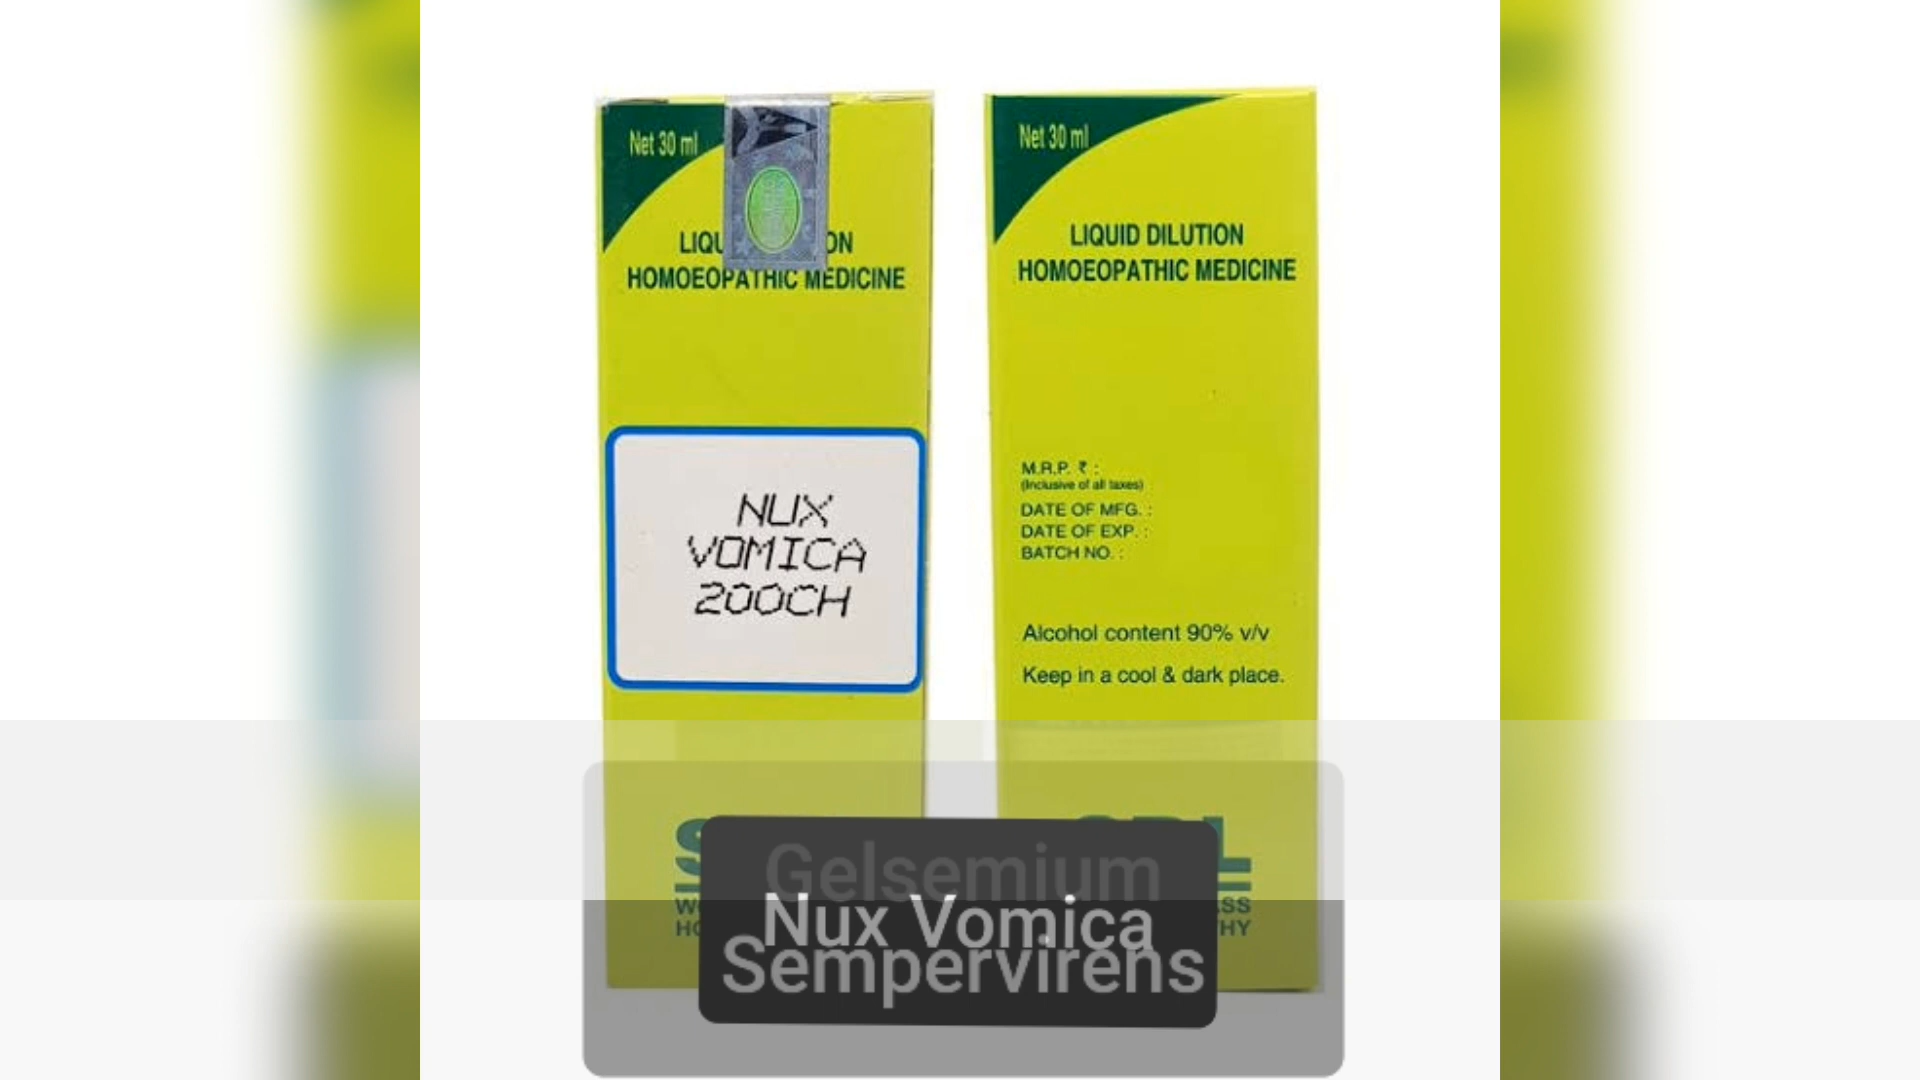 Net 30 ml
HOMOEOPATHIC MEDICINE
NUX
VOMICA
200CH
Net 30 ml
LIQUID DILUTION
HOMOEOPATHIC MEDICINE
M.R.P. ₹ :
(Inclusive of all taxes)
DATE OF MFG. :
DATE OF EXP. :
BATCH NO. :
Alcohol content 90% v/v
Keep in a cool & dark place.
Gelsemium
Nux Vomica
Sempervirens